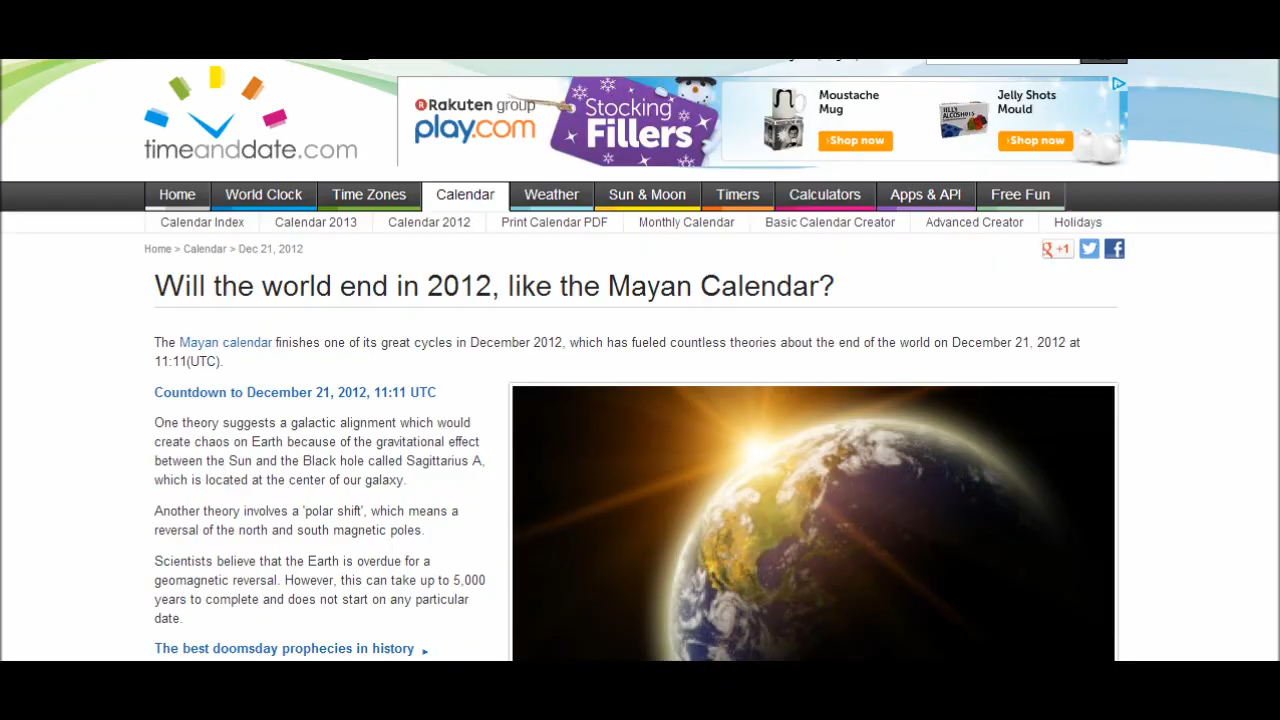 Rakuten group
play.com
Stocking
Fillers
Moustache
Mug
Shop now
Jelly Shots
Mould
Shop now
timeanddate.com
Home World Clock Time Zones Calendar Weather Sun & Moon Timers Calculators Apps & API Free Fun
Calendar Index Calendar 2013 Calendar 2012 Print Calendar PDF Monthly Calendar Basic Calendar Creator Advanced Creator Holidays
Home > Calendar > Dec 21, 2012
g +1
Will the world end in 2012, like the Mayan Calendar?
The Mayan calendar finishes one of its great cycles in December 2012, which has fueled countless theories about the end of the world on December 21, 2012 at
11:11(UTC).
Countdown to December 21, 2012, 11:11 UTC
One theory suggests a galactic alignment which would
create chaos on Earth because of the gravitational effect
between the Sun and the Black hole called Sagittarius A,
which is located at the center of our galaxy.
Another theory involves a 'polar shift', which means a
reversal of the north and south magnetic poles.
Scientists believe that the Earth is overdue for a
geomagnetic reversal. However, this can take up to 5,000
years to complete and does not start on any particular
date.
The best doomsday prophecies in history